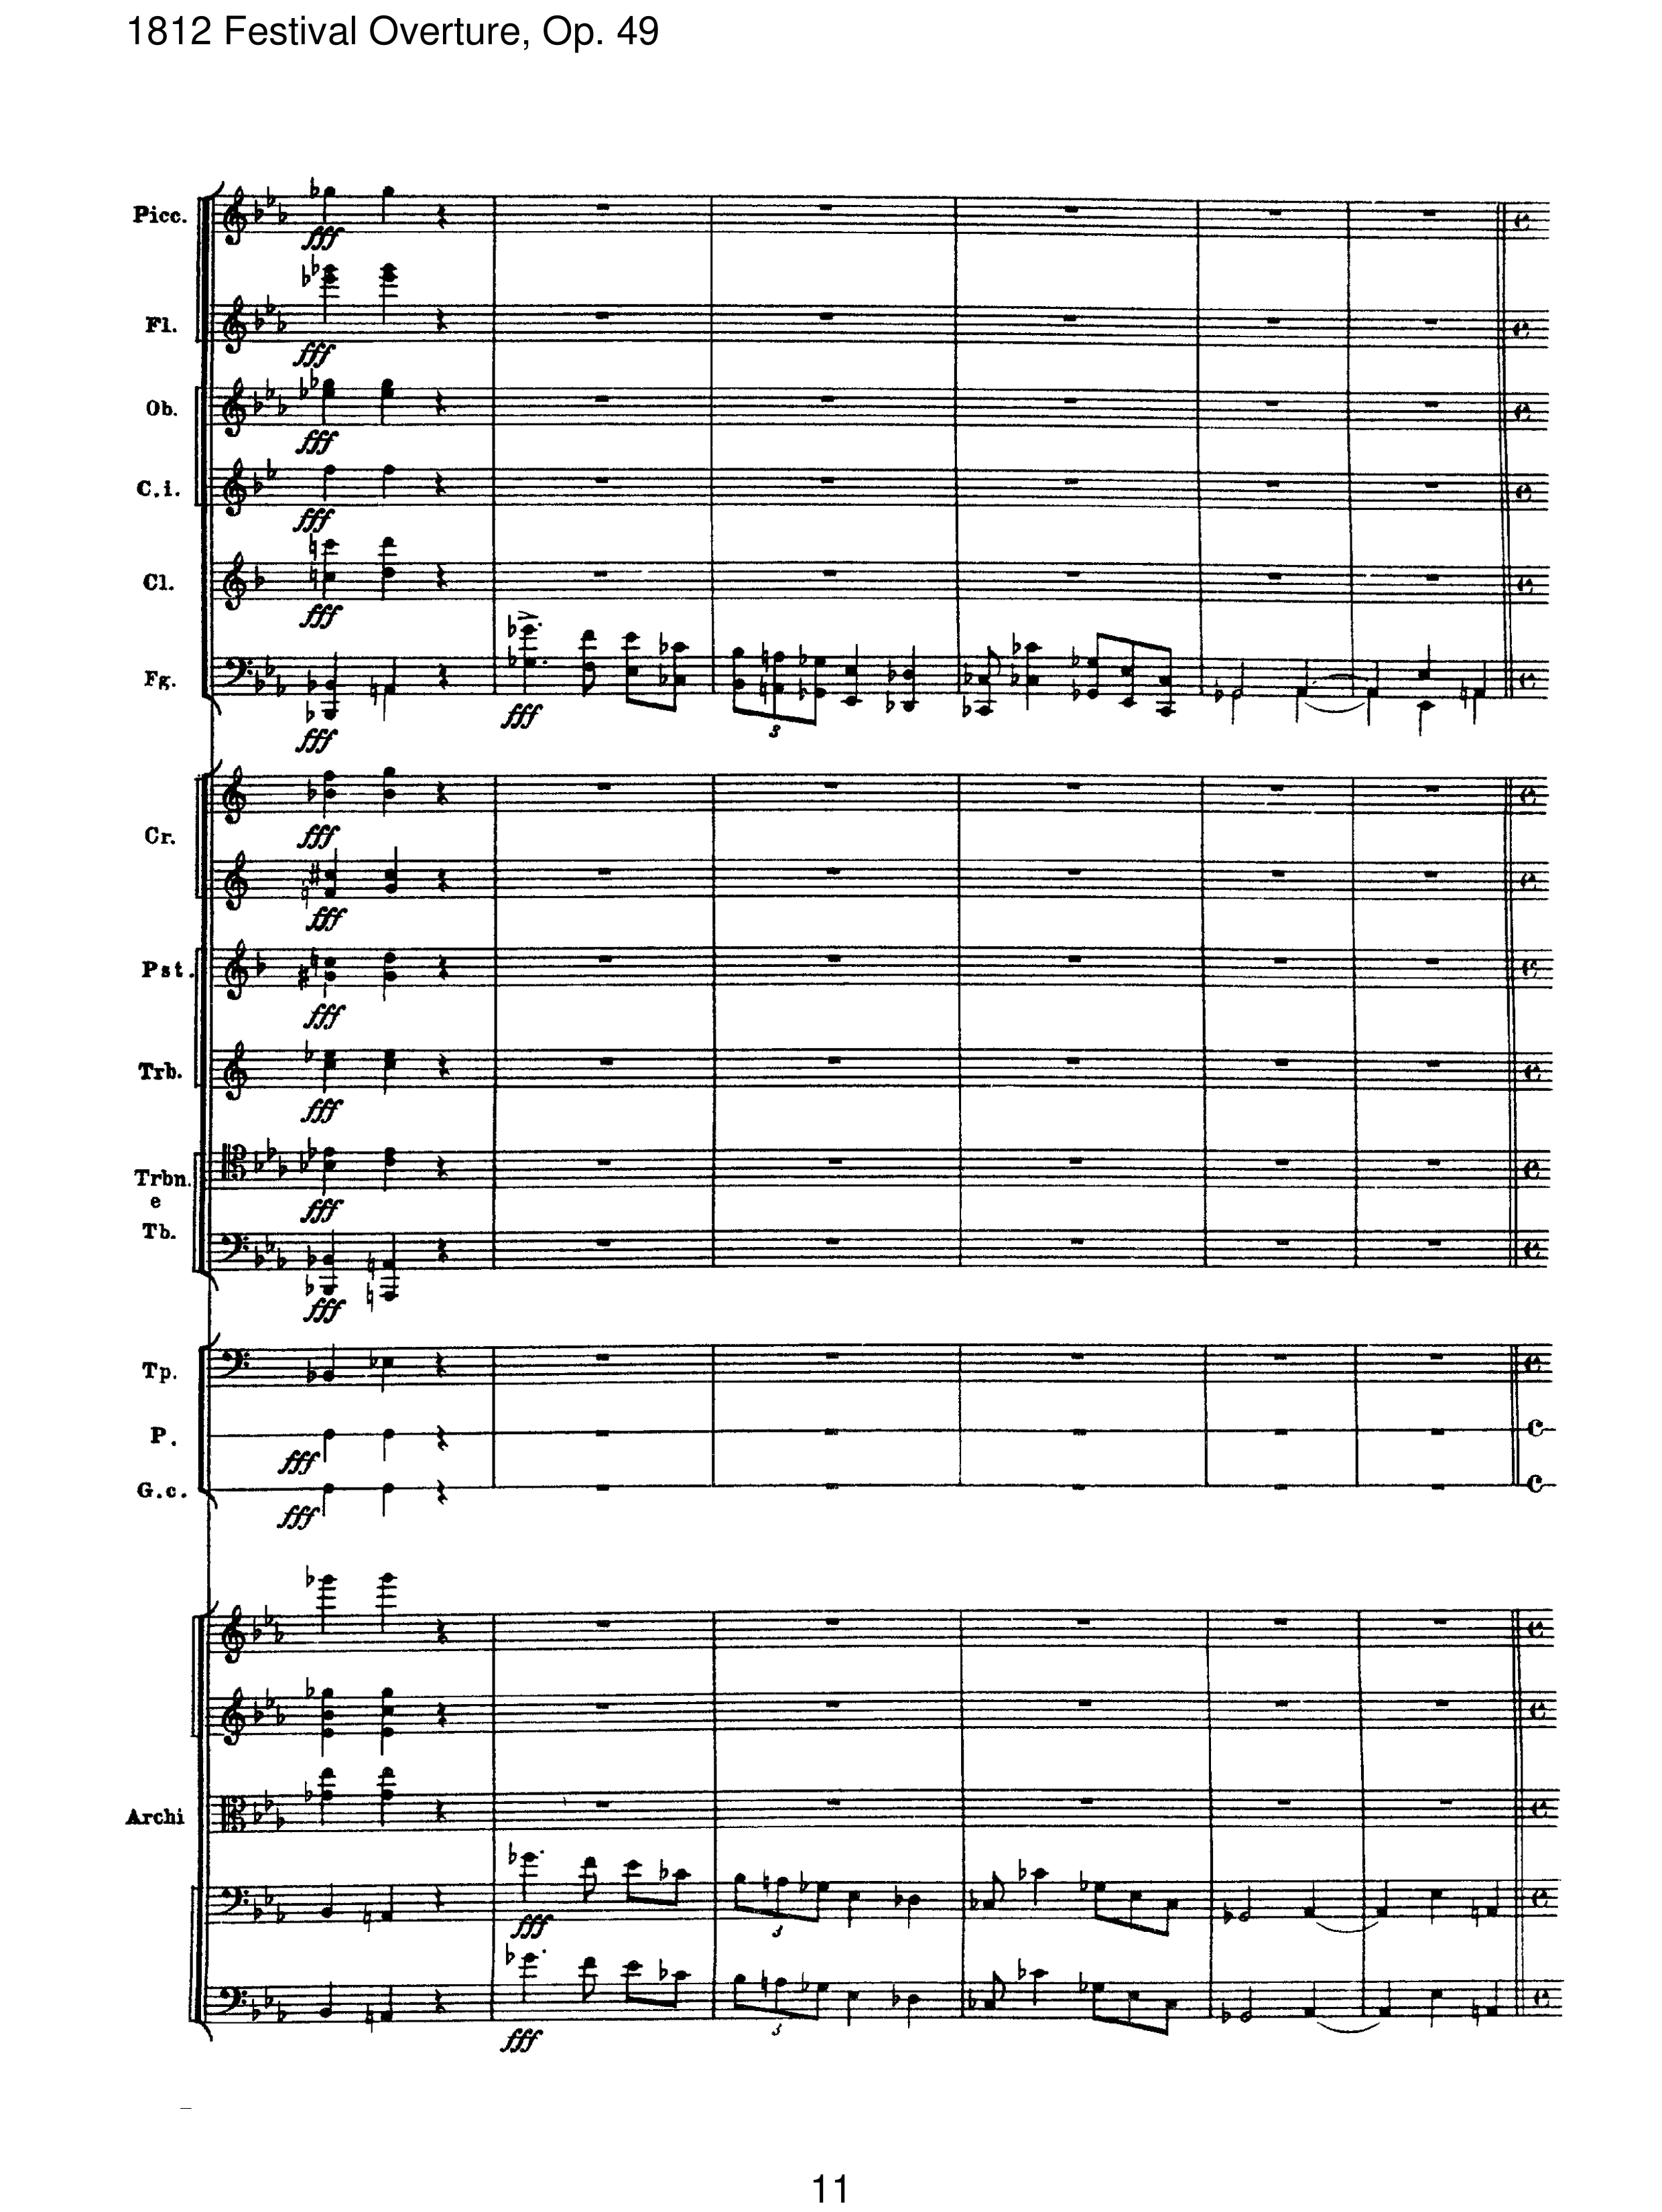 1812 Festival Overture, Op. 49
Picc.
fff
Fl.
fff
Ob.
fff
C.i.
fff
Cl.
fff
Fg.
fff
fff
3
Cr.
fff
fff
Pst.
fff
Trb.
fff
Trbn.
e
Tb.
fff
fff
Tp.
P.
fff
G.c.
fff
Archi
fff
3
fff
3
11